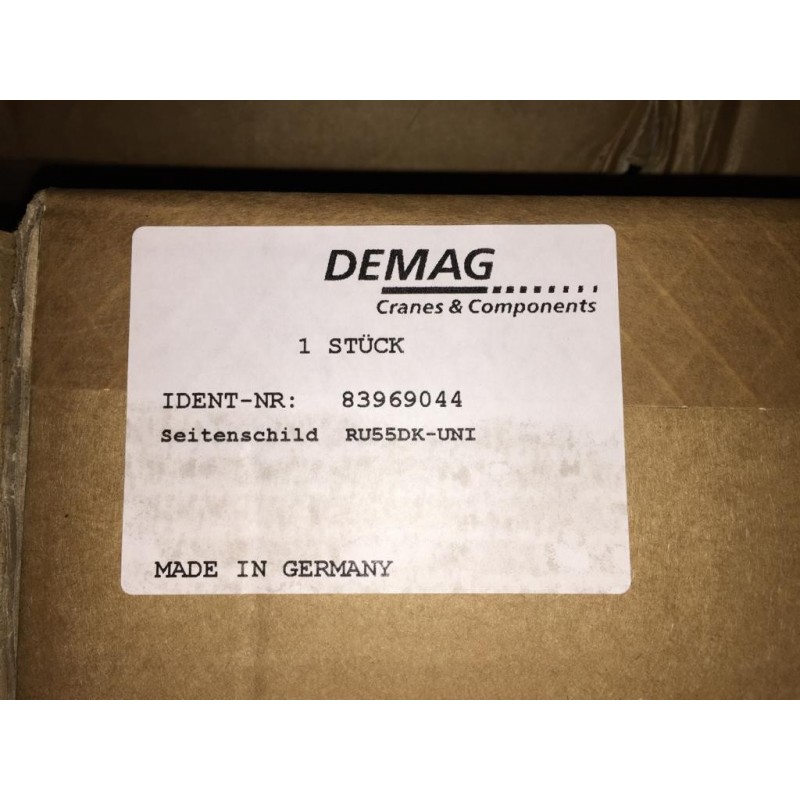 DEMAG
Cranes & Components
1 STÜCK
IDENT-NR: 83969044
Seitenschild RU55DK-UNI
MADE IN GERMANY